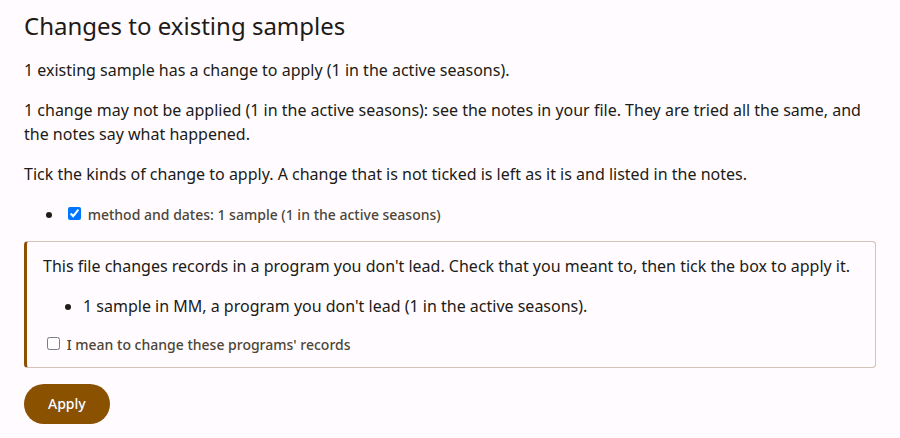 Changes to existing samples
1 existing sample has a change to apply (1 in the active seasons).
1 change may not be applied (1 in the active seasons): see the notes in your file. They are tried all the same, and
the notes say what happened.
Tick the kinds of change to apply. A change that is not ticked is left as it is and listed in the notes.
method and dates: 1 sample (1 in the active seasons)
This file changes records in a program you don't lead. Check that you meant to, then tick the box to apply it.
1 sample in MM, a program you don't lead (1 in the active seasons).
I mean to change these programs' records
Apply